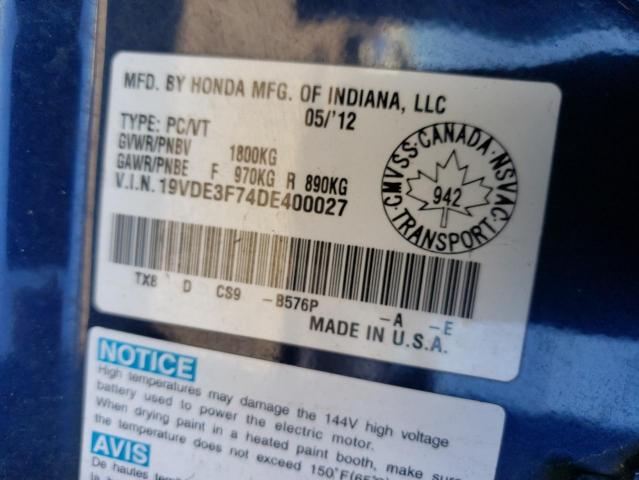 MFD. BY HONDA MFG. OF INDIANA, LLC
05/'12
TYPE: PC/VT
GVWR/PNBV 1800KG
GAWR/PNBE F 970KG R 890KG
V.I.N. 19VDE3F74DE400027
CMVSS·CANADA·NSVAC·TRANSPORT
942
TX8 D CS9 -B576P -A -E
MADE IN U.S.A.
NOTICE
High temperatures may damage the 144V high voltage
battery used to power the electric motor.
When drying paint in a heated paint booth, make sure
the temperature does not exceed 150°F(65°
AVIS
De hautes